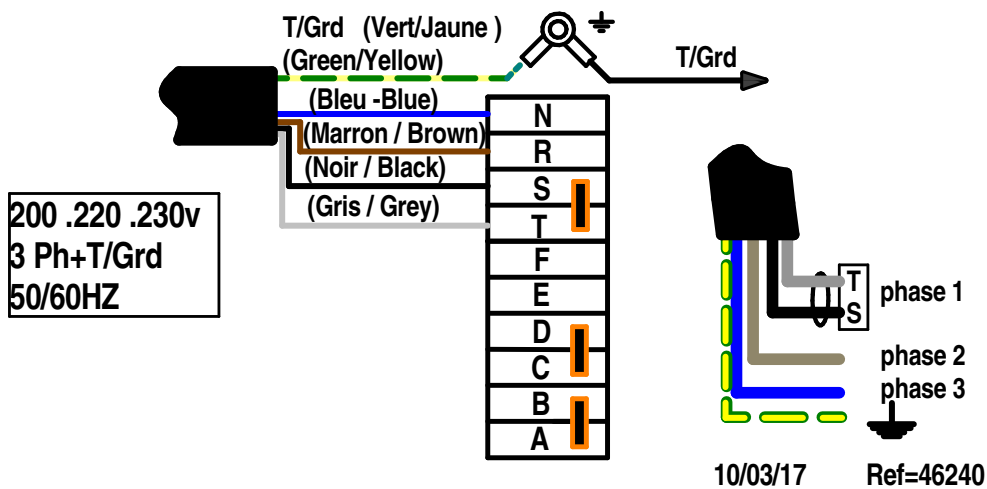 T/Grd (Vert/Jaune )
(Green/Yellow)
T/Grd
(Bleu -Blue)
(Marron / Brown)
(Noir / Black)
(Gris / Grey)
N
R
S
T
F
E
D
C
B
A
200 .220 .230v
3 Ph+T/Grd
50/60HZ
T
S
phase 1
phase 2
phase 3
10/03/17 Ref=46240